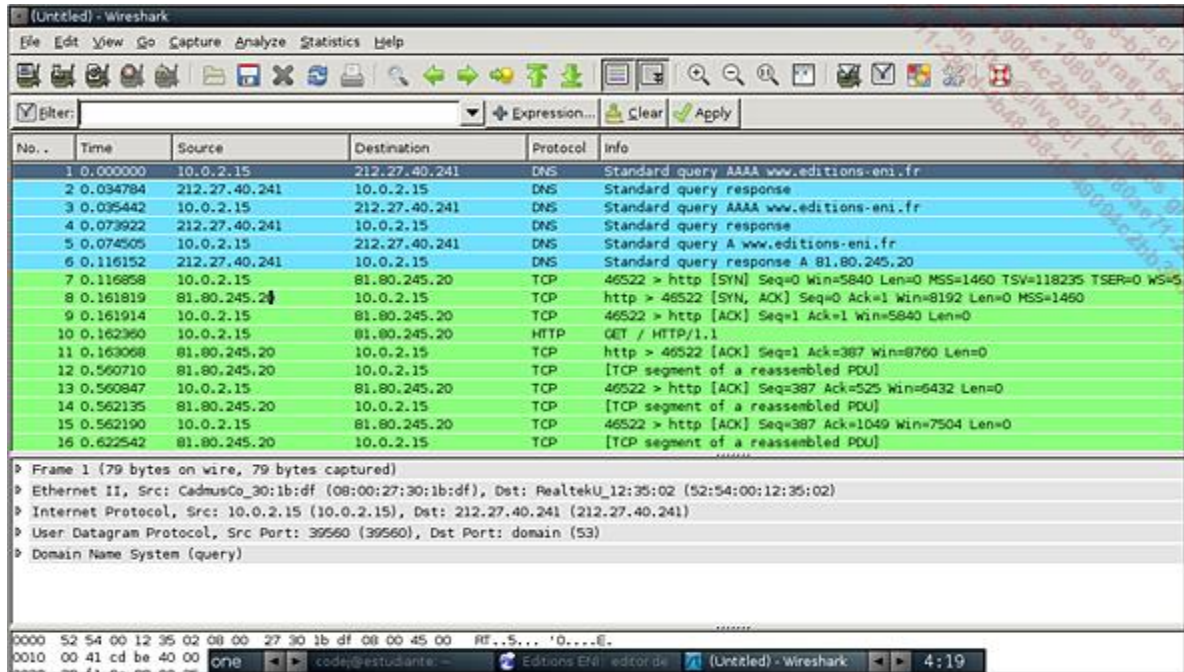 (Untitled) - Wireshark
File Edit View Go Capture Analyze Statistics Help
Filter: Expression... Clear Apply
No. . Time Source Destination Protocol Info
1 0.000000 10.0.2.15 212.27.40.241 DNS Standard query AAAA www.editions-eni.fr
2 0.034784 212.27.40.241 10.0.2.15 DNS Standard query response
3 0.035442 10.0.2.15 212.27.40.241 DNS Standard query AAAA www.editions-eni.fr
4 0.073922 212.27.40.241 10.0.2.15 DNS Standard query response
5 0.074505 10.0.2.15 212.27.40.241 DNS Standard query A www.editions-eni.fr
6 0.116152 212.27.40.241 10.0.2.15 DNS Standard query response A 81.80.245.20
7 0.116858 10.0.2.15 81.80.245.20 TCP 46522 > http [SYN] Seq=0 Win=5840 Len=0 MSS=1460 TSV=118235 TSER=0 WS=5
8 0.161819 81.80.245.20 10.0.2.15 TCP http > 46522 [SYN, ACK] Seq=0 Ack=1 Win=8192 Len=0 MSS=1460
9 0.161914 10.0.2.15 81.80.245.20 TCP 46522 > http [ACK] Seq=1 Ack=1 Win=5840 Len=0
10 0.162360 10.0.2.15 81.80.245.20 HTTP GET / HTTP/1.1
11 0.163068 81.80.245.20 10.0.2.15 TCP http > 46522 [ACK] Seq=1 Ack=387 Win=8760 Len=0
12 0.560710 81.80.245.20 10.0.2.15 TCP [TCP segment of a reassembled PDU]
13 0.560847 10.0.2.15 81.80.245.20 TCP 46522 > http [ACK] Seq=387 Ack=525 Win=6432 Len=0
14 0.562135 81.80.245.20 10.0.2.15 TCP [TCP segment of a reassembled PDU]
15 0.562190 10.0.2.15 81.80.245.20 TCP 46522 > http [ACK] Seq=387 Ack=1049 Win=7504 Len=0
16 0.622542 81.80.245.20 10.0.2.15 TCP [TCP segment of a reassembled PDU]
Frame 1 (79 bytes on wire, 79 bytes captured)
Ethernet II, Src: CadmusCo_30:1b:df (08:00:27:30:1b:df), Dst: RealtekU_12:35:02 (52:54:00:12:35:02)
Internet Protocol, Src: 10.0.2.15 (10.0.2.15), Dst: 212.27.40.241 (212.27.40.241)
User Datagram Protocol, Src Port: 39560 (39560), Dst Port: domain (53)
Domain Name System (query)
0000 52 54 00 12 35 02 08 00 27 30 1b df 08 00 45 00 RT..5... '0....E.
0010 00 41 cd be 40 00
one codej@estudiante: ~ Editions ENI: editor de (Untitled) - Wireshark 4:19